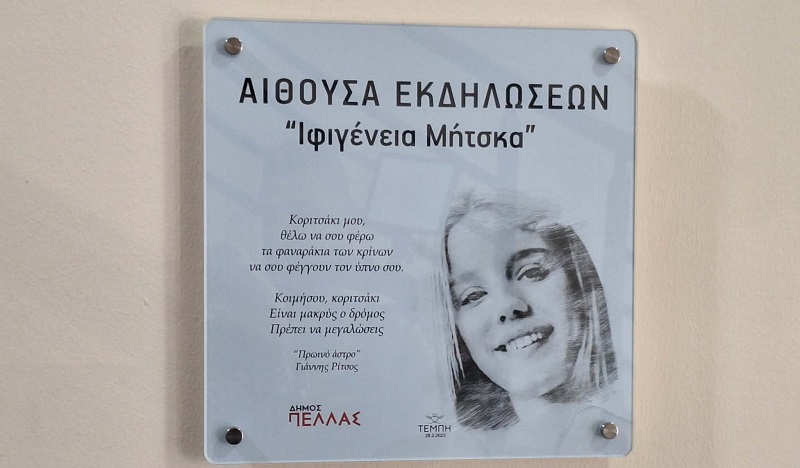 ΑΙΘΟΥΣΑ ΕΚΔΗΛΩΣΕΩΝ
“Ιφιγένεια Μήτσκα”
Κοριτσάκι μου,
θέλω να σου φέρω
τα φαναράκια των κρίνων
να σου φέγγουν τον ύπνο σου.
Κοιμήσου, κοριτσάκι
Είναι μακρύς ο δρόμος
Πρέπει να μεγαλώσεις
“Πρωινό άστρο”
Γιάννης Ρίτσος
ΔΗΜΟΣ
ΠΕΛΛΑΣ
ΤΕΜΠΗ
28.2.2023